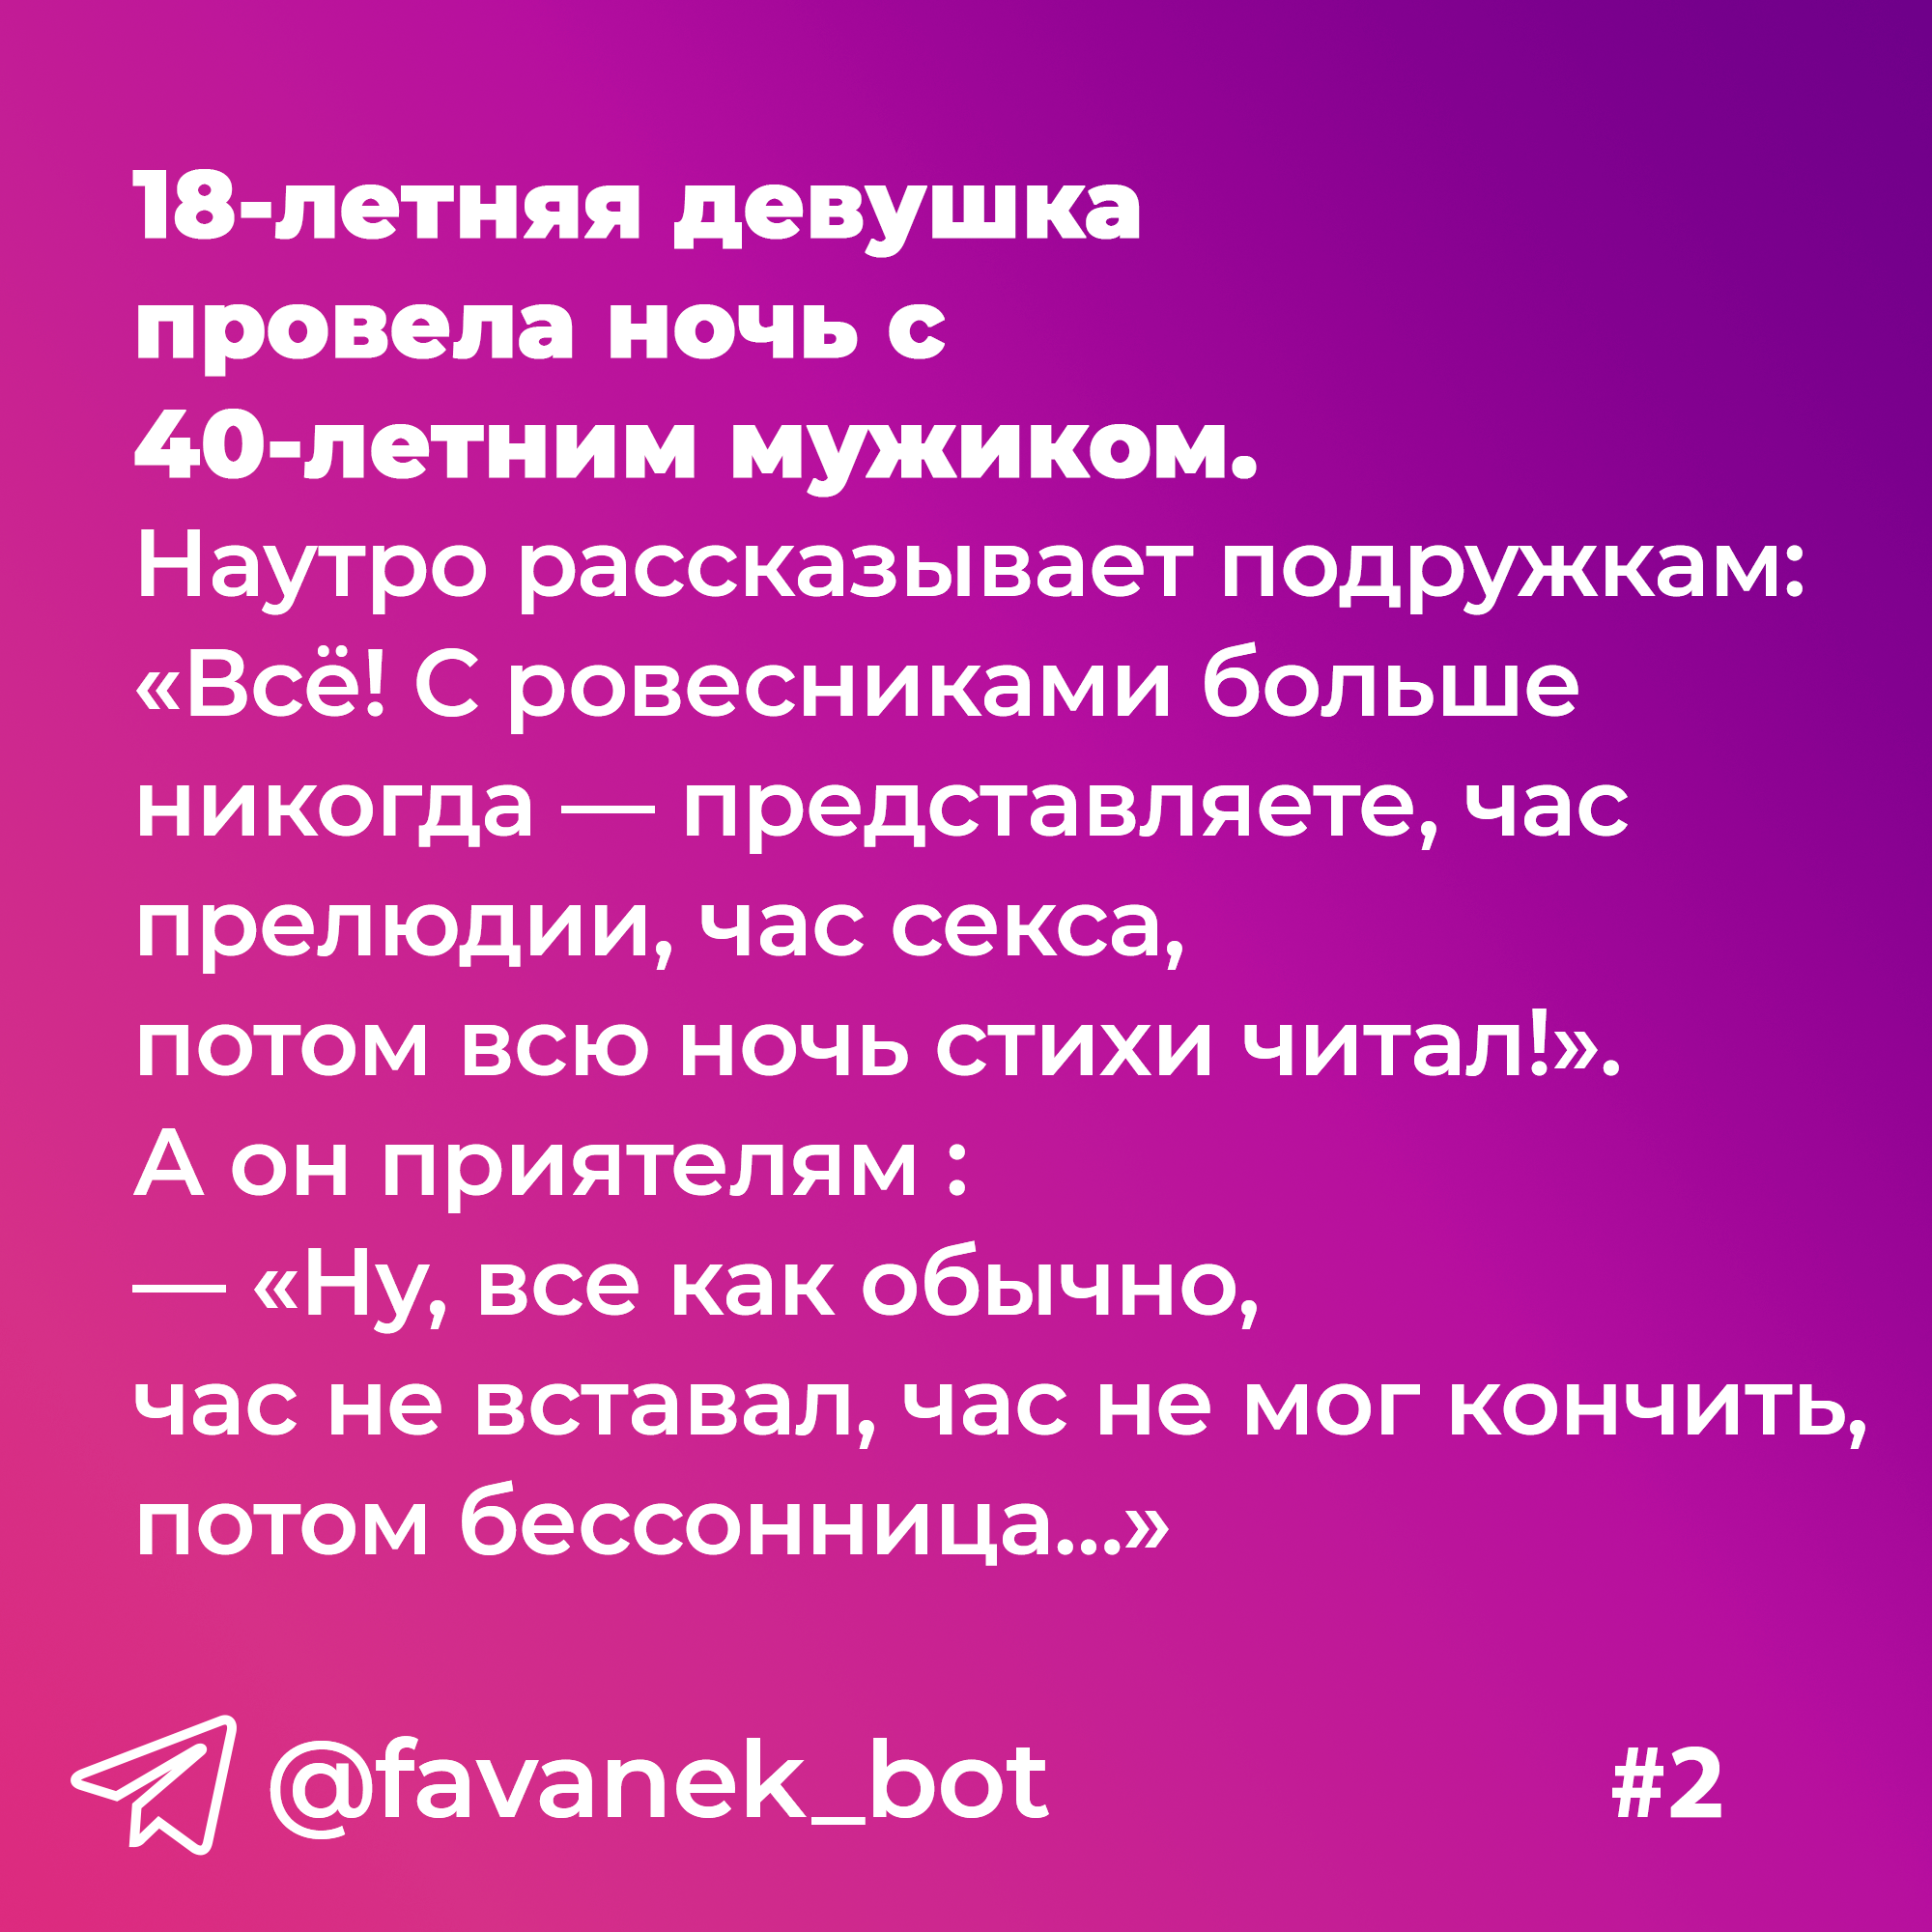 18-летняя девушка
провела ночь с
40-летним мужиком.
Наутро рассказывает подружкам:
«Всё! С ровесниками больше
никогда — представляете, час
прелюдии, час секса,
потом всю ночь стихи читал!».
А он приятелям :
— «Ну, все как обычно,
час не вставал, час не мог кончить,
потом бессонница...»
@favanek_bot #2